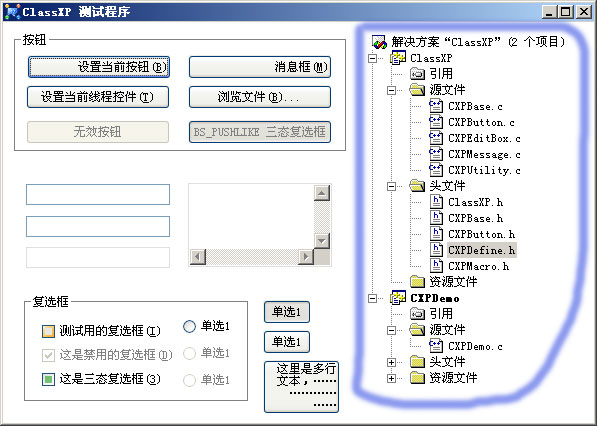 ClassXP 测试程序
按钮
设置当前按钮(B)
消息框(M)
设置当前线程控件(T)
浏览文件(B)...
无效按钮
BS_PUSHLIKE 三态复选框
复选框
测试用的复选框(I)
这是禁用的复选框(D)
这是三态复选框(3)
单选1
单选1
单选1
单选1
单选1
这里是多行
文本，……
…………
……
解决方案“ClassXP”(2 个项目)
ClassXP
引用
源文件
CXPBase.c
CXPButton.c
CXPEditBox.c
CXPMessage.c
CXPUtility.c
头文件
ClassXP.h
CXPBase.h
CXPButton.h
CXPDefine.h
CXPMacro.h
资源文件
CXPDemo
引用
源文件
CXPDemo.c
头文件
资源文件